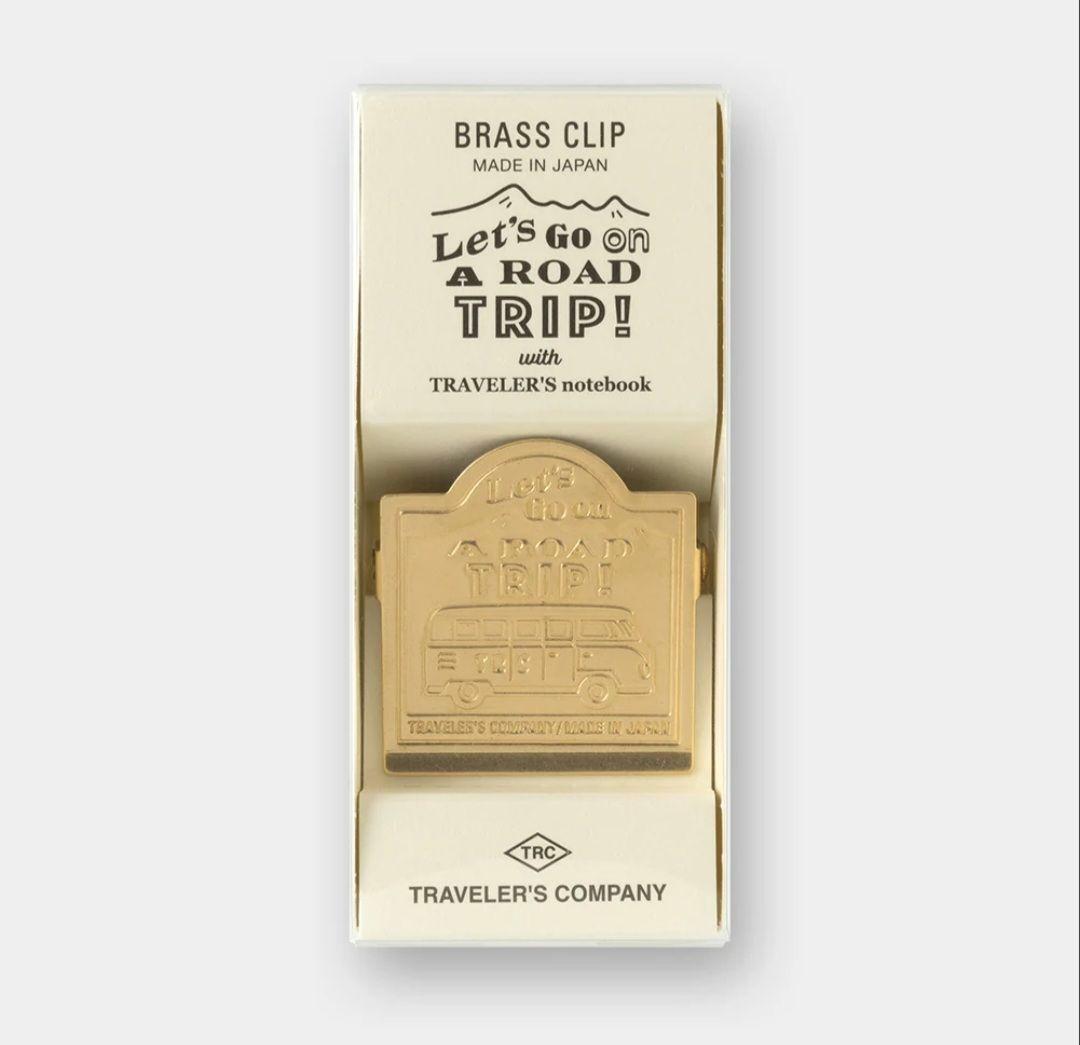 BRASS CLIP
MADE IN JAPAN
Let's GO on
A ROAD
TRIP!
with
TRAVELER'S notebook
Let's
Go on
A ROAD
TRIP!
TRC
TRAVELER'S COMPANY/MADE IN JAPAN
TRC
TRAVELER'S COMPANY